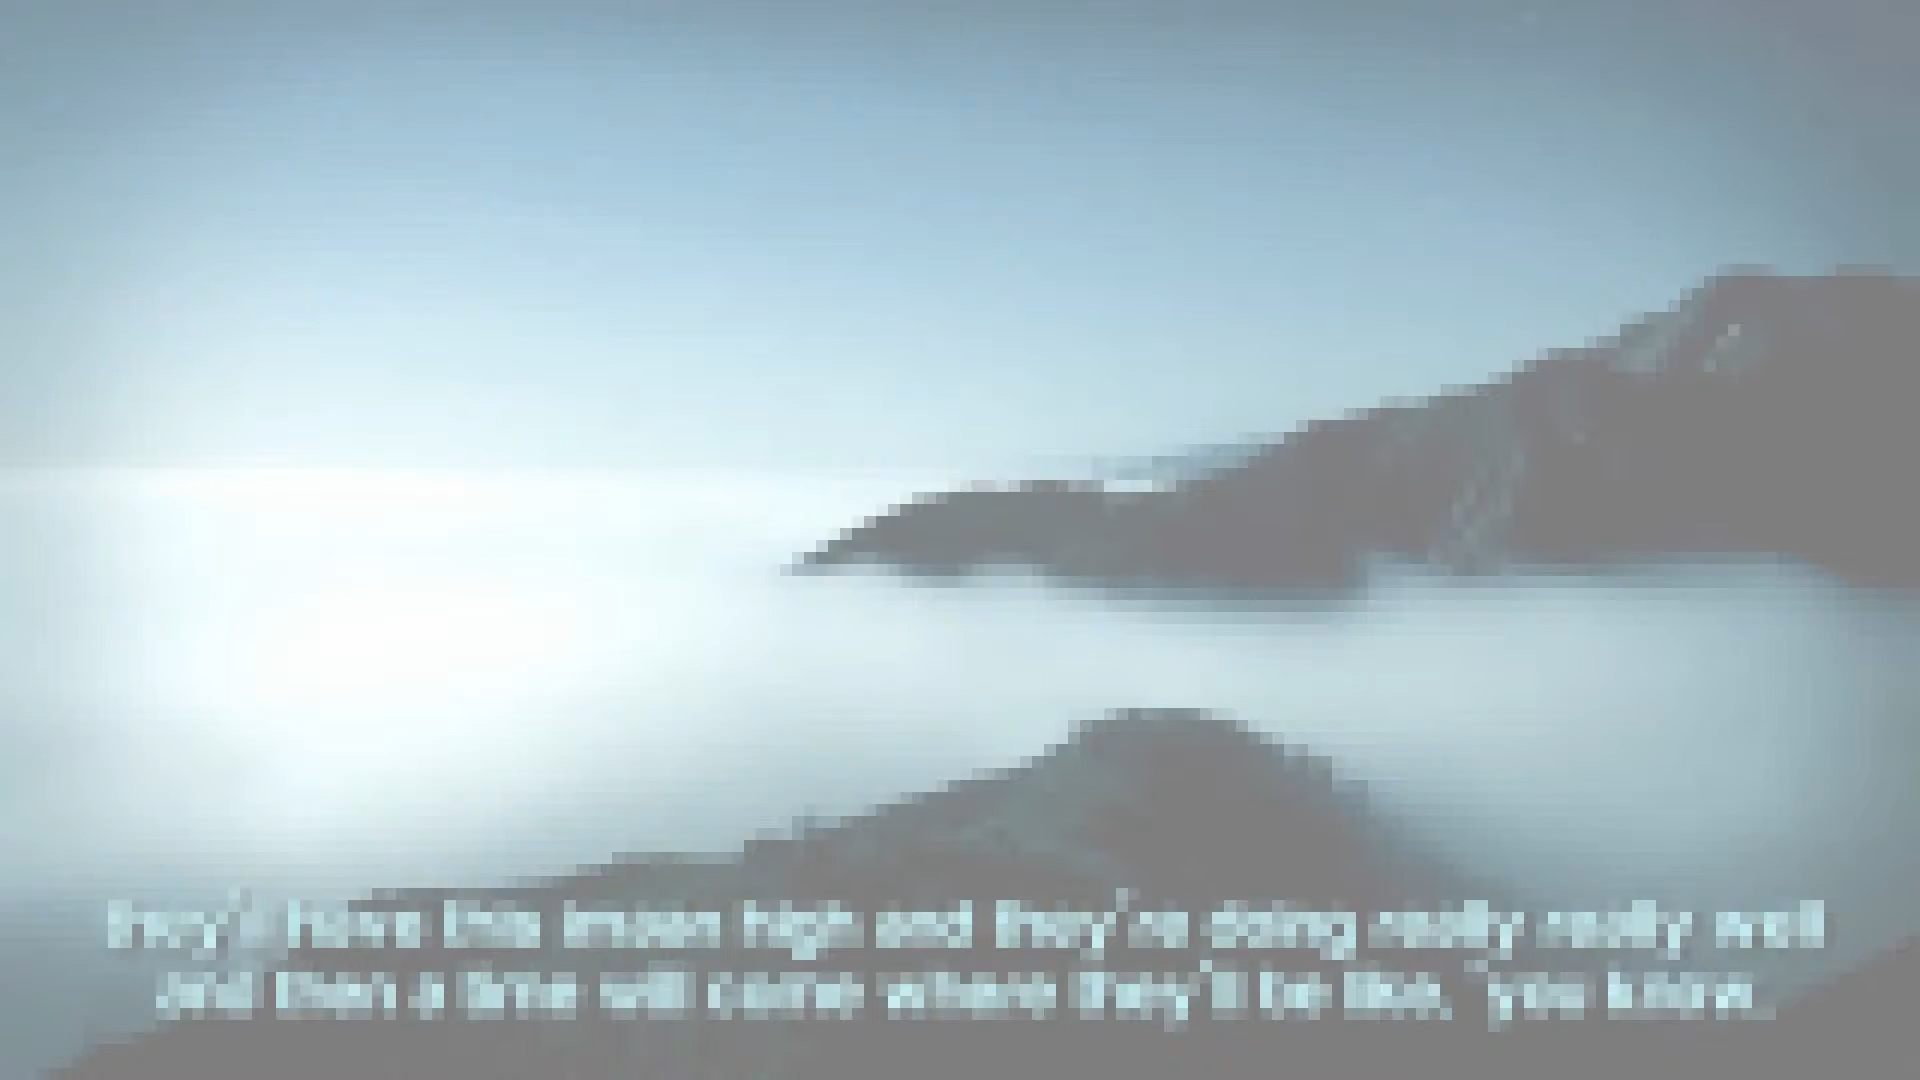 they'll have this insan high and they're doing really really well
and then a time will come where they'll be like, "you know,